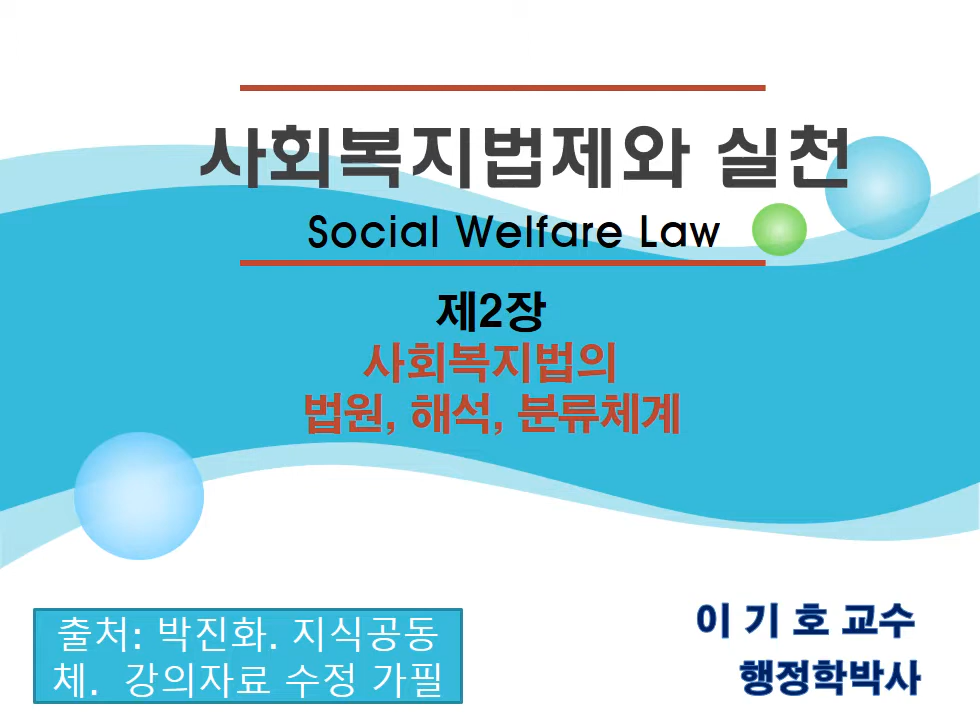 사회복지법제와 실천
Social Welfare Law
제2장
사회복지법의
법원, 해석, 분류체계
이 기 호 교수
행정학박사
출처: 박진화. 지식공동
체. 강의자료 수정 가필